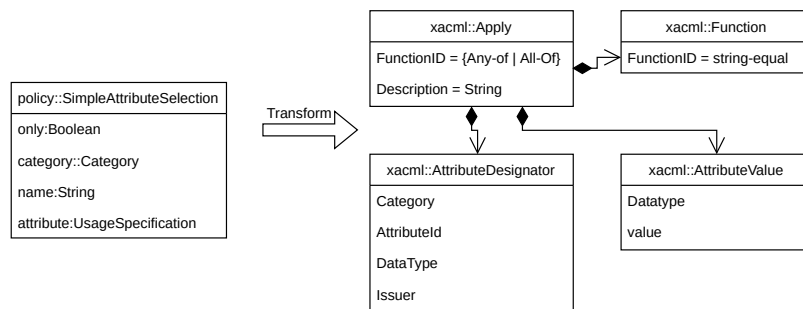 policy::SimpleAttributeSelection
only:Boolean
category::Category
name:String
attribute:UsageSpecification
Transform
xacml::Apply
FunctionID = {Any-of | All-Of}
Description = String
xacml::Function
FunctionID = string-equal
xacml::AttributeDesignator
Category
AttributeId
DataType
Issuer
xacml::AttributeValue
Datatype
value